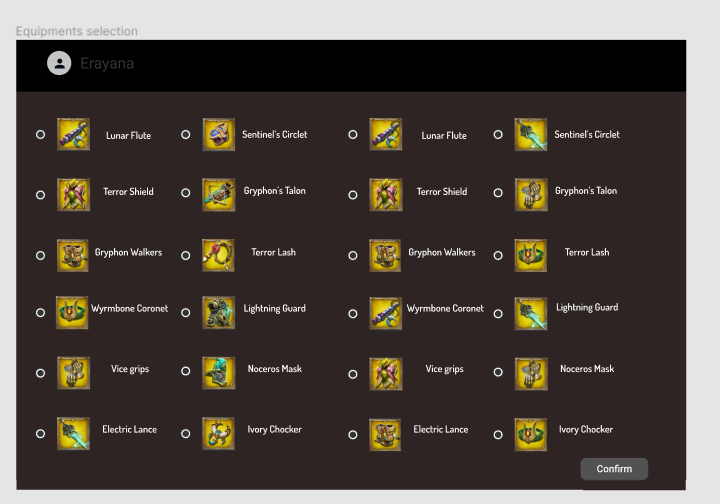 Equipments selection
Erayana
Lunar Flute Sentinel's Circlet Lunar Flute Sentinel's Circlet
Terror Shield Gryphon's Talon Terror Shield Gryphon's Talon
Gryphon Walkers Terror Lash Gryphon Walkers Terror Lash
Wyrmbone Coronet Lightning Guard Wyrmbone Coronet Lightning Guard
Vice grips Noceros Mask Vice grips Noceros Mask
Electric Lance Ivory Chocker Electric Lance Ivory Chocker
Confirm